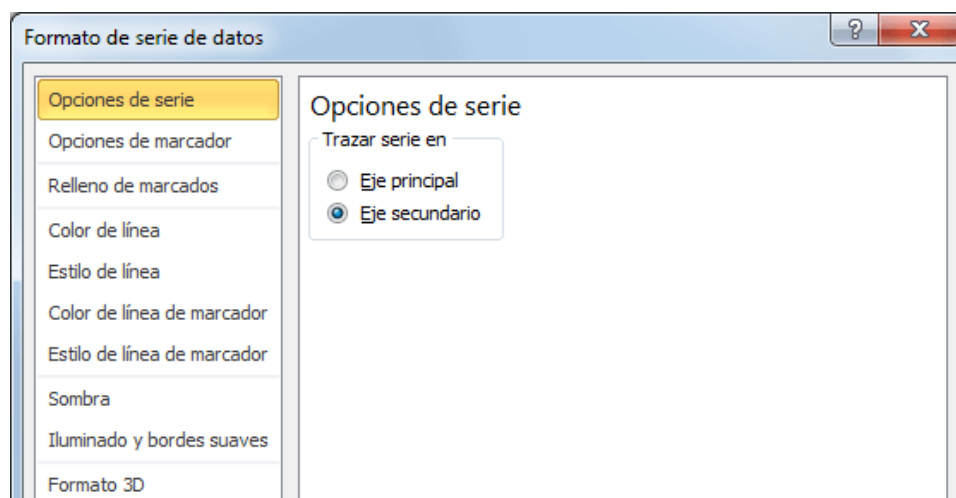 Formato de serie de datos
Opciones de serie
Opciones de marcador
Relleno de marcados
Color de línea
Estilo de línea
Color de línea de marcador
Estilo de línea de marcador
Sombra
Iluminado y bordes suaves
Formato 3D
Opciones de serie
Trazar serie en
Eje principal
Eje secundario